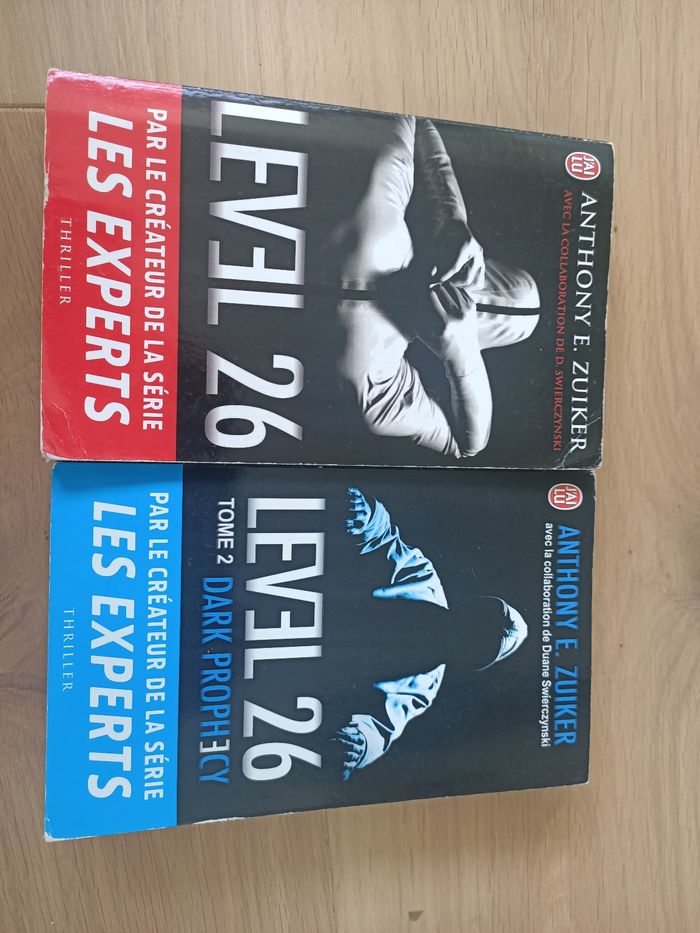 J'AI LU
ANTHONY E. ZUIKER
AVEC LA COLLABORATION DE D. SWIERCZYNSKI
LEVEL 26
PAR LE CRÉATEUR DE LA SÉRIE
LES EXPERTS
THRILLER
J'AI LU
ANTHONY E. ZUIKER
avec la collaboration de Duane Swierczynski
LEVEL 26
TOME 2 DARK PROPHECY
PAR LE CRÉATEUR DE LA SÉRIE
LES EXPERTS
THRILLER